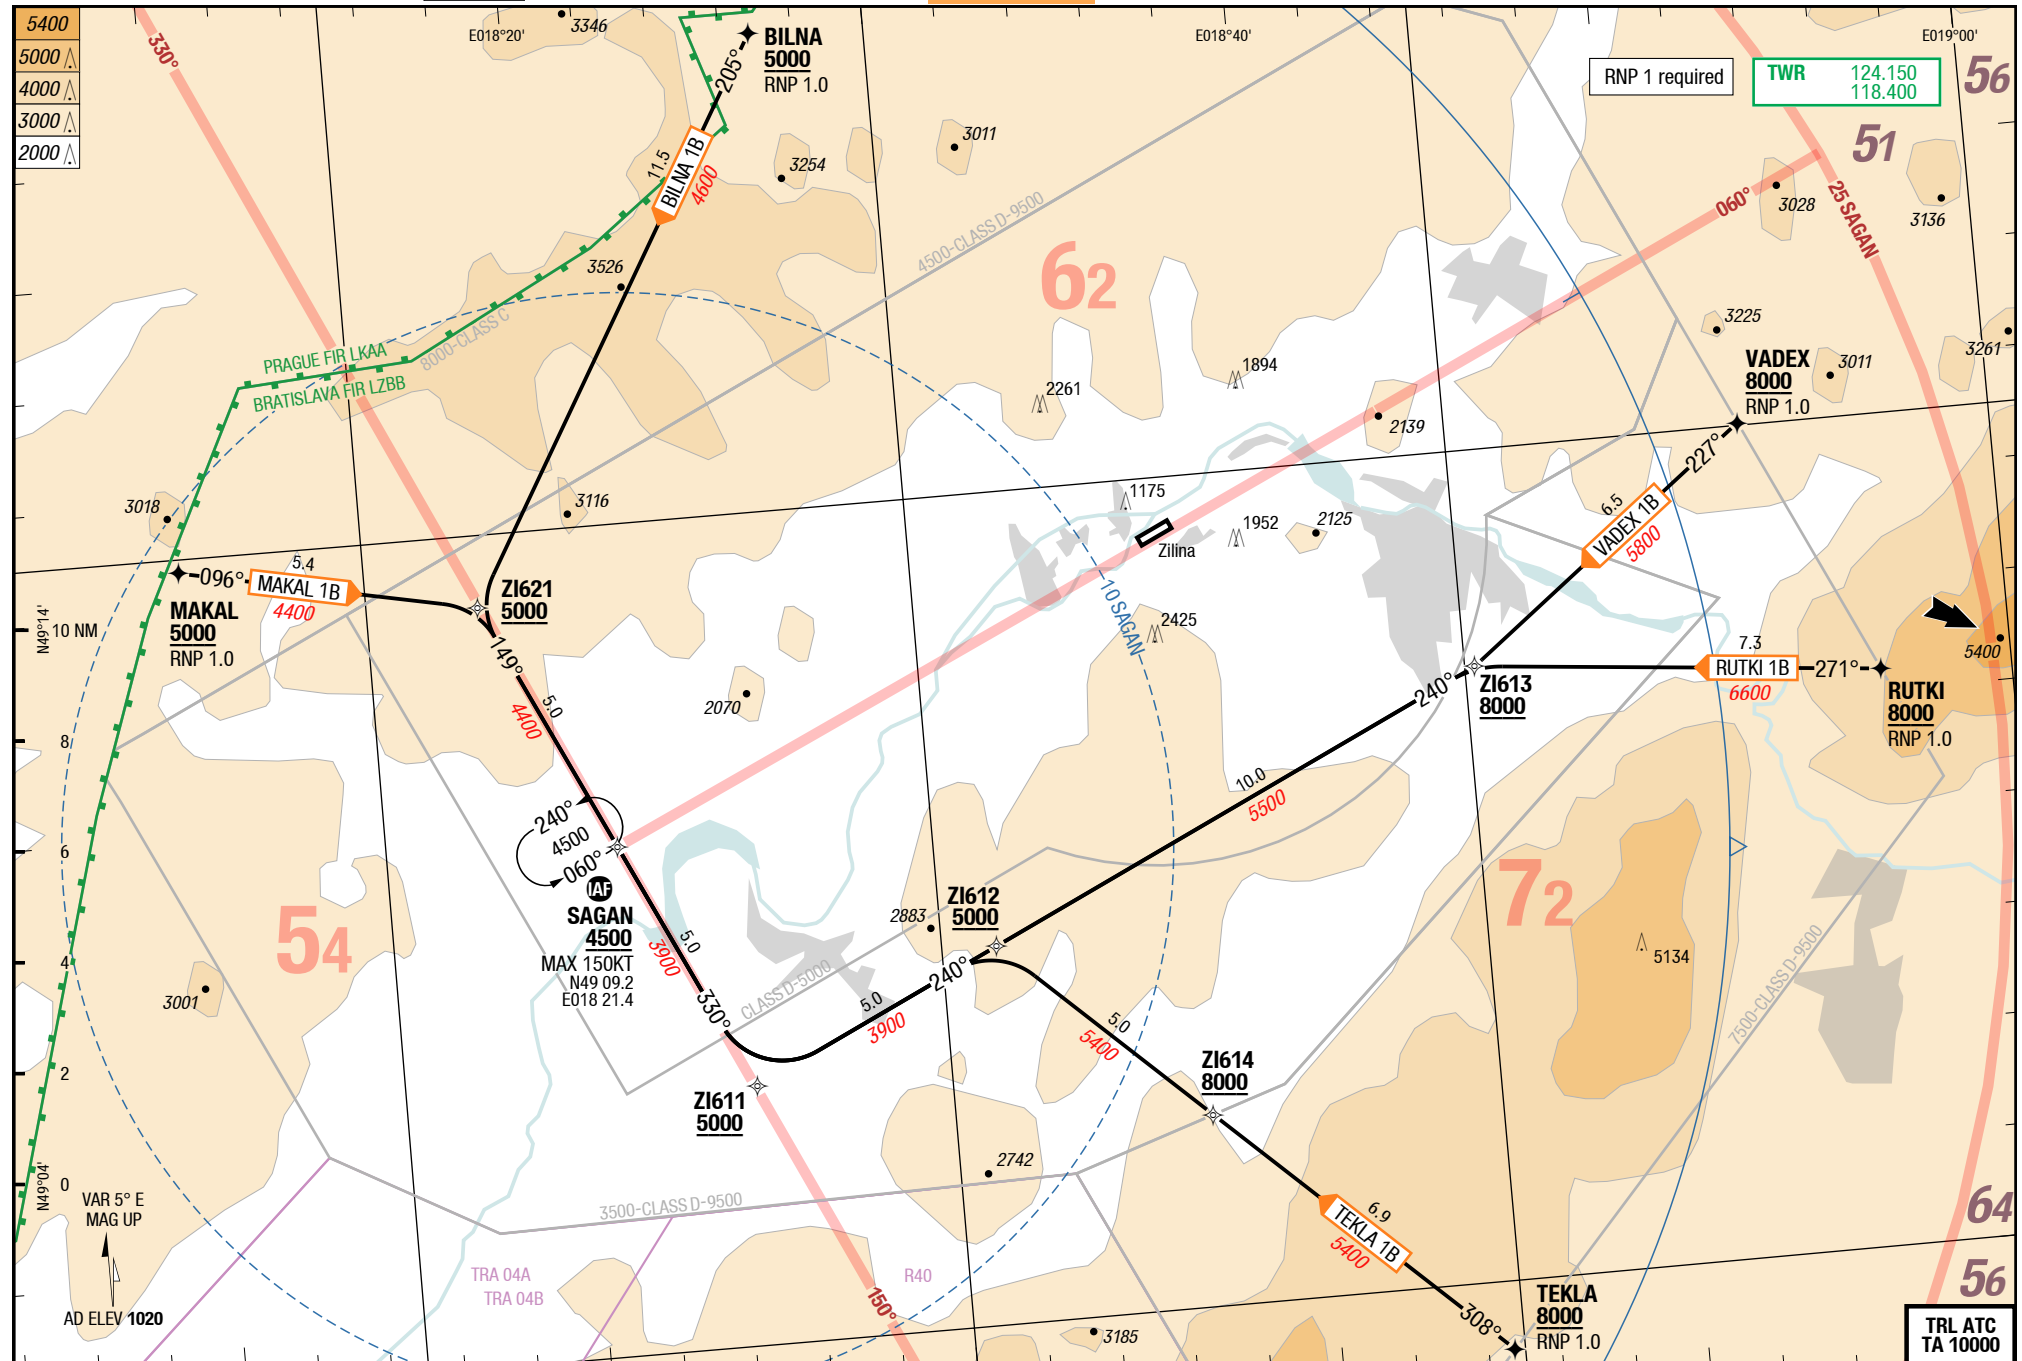 5400
5000
4000
3000
2000
330°
E018°20'
3346
205°
BILNA
5000
RNP 1.0
E018°40'
E019°00'
RNP 1 required
TWR 124.150
118.400
56
51
11.5
BILNA 1B
4600
3254
3011
4500-CLASS D-9500
62
060°
3028
25 SAGAN
3136
3526
8000-CLASS C
PRAGUE FIR LKAA
BRATISLAVA FIR LZBB
3225
3261
VADEX
8000
RNP 1.0
3011
2261
1894
2139
227°
3018
3116
1175
1952
2125
Zilina
6.5
VADEX 1B
5800
096°
5.4
MAKAL 1B
4400
MAKAL
5000
RNP 1.0
ZI621
5000
N49°14'
10 NM
149°
10 SAGAN
2425
5400
7.3
RUTKI 1B
271°
6600
RUTKI
8000
RNP 1.0
ZI613
8000
240°
5.0
4400
2070
8
10.0
5500
240°
4500
060°
6
IAF
SAGAN
4500
MAX 150KT
N49 09.2
E018 21.4
54
5.0
3900
2883
ZI612
5000
72
5134
4
3001
CLASS D-5000
330°
240°
5.0
3900
5.0
5400
7500-CLASS D-9500
2
ZI611
5000
ZI614
8000
2742
N49°04'
0
3500-CLASS D-9500
VAR 5° E
MAG UP
AD ELEV 1020
TRA 04A
TRA 04B
R40
150°
3185
6.9
TEKLA 1B
5400
308°
TEKLA
8000
RNP 1.0
64
56
TRL ATC
TA 10000